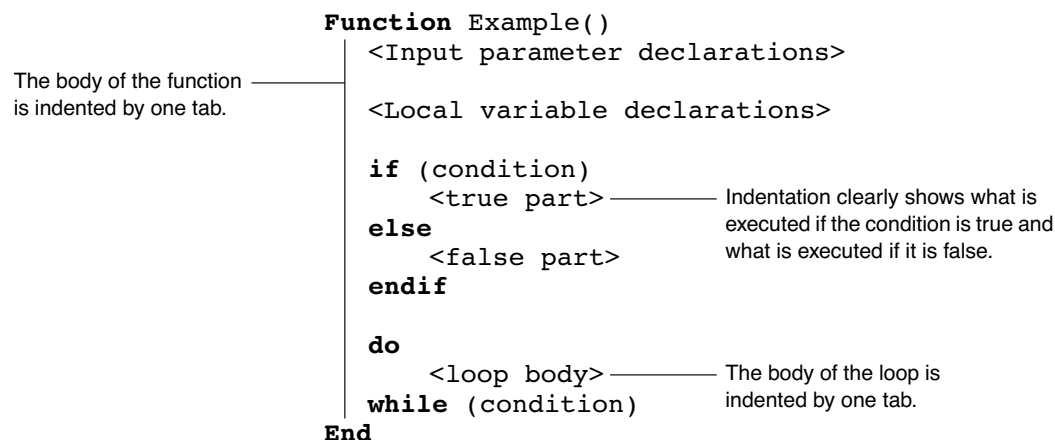 Function Example()
<Input parameter declarations>
The body of the function
is indented by one tab.
<Local variable declarations>
if (condition)
<true part>
Indentation clearly shows what is
executed if the condition is true and
what is executed if it is false.
else
<false part>
endif
do
<loop body>
The body of the loop is
indented by one tab.
while (condition)
End